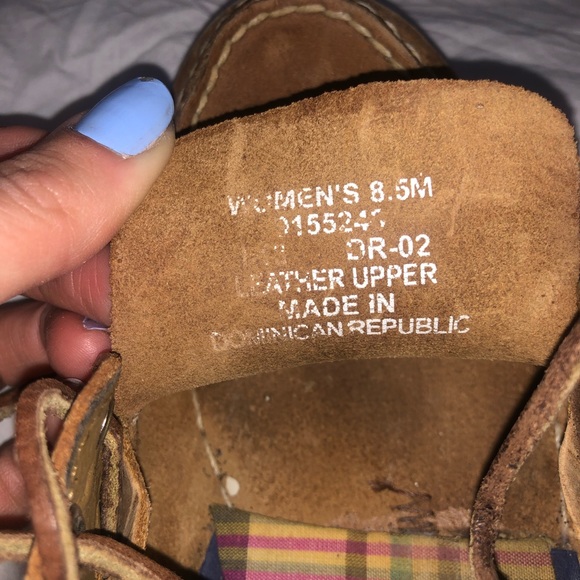 WOMEN'S 8.5M
DR-02
LEATHER UPPER
MADE IN
DOMINICAN REPUBLIC